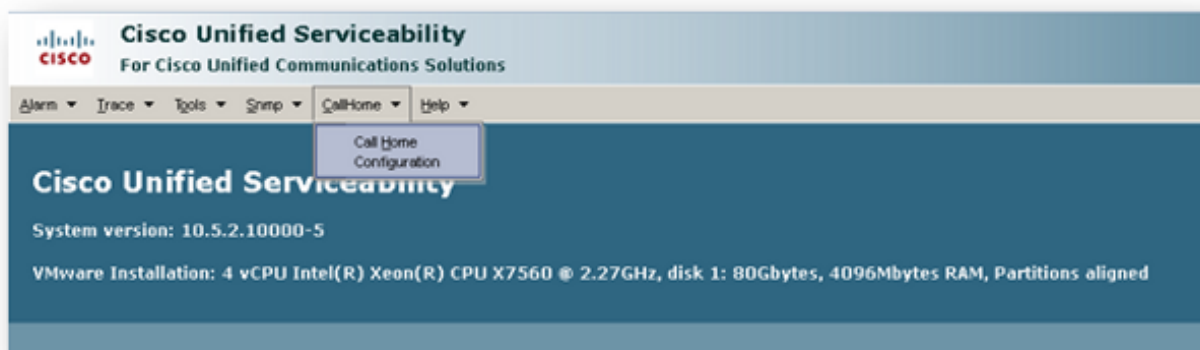 CISCO
Cisco Unified Serviceability
For Cisco Unified Communications Solutions
Alarm Trace Tools Snmp CallHome Help
Call Home
Configuration
Cisco Unified Serviceability
System version: 10.5.2.10000-5
VMware Installation: 4 vCPU Intel(R) Xeon(R) CPU X7560 @ 2.27GHz, disk 1: 80Gbytes, 4096Mbytes RAM, Partitions aligned